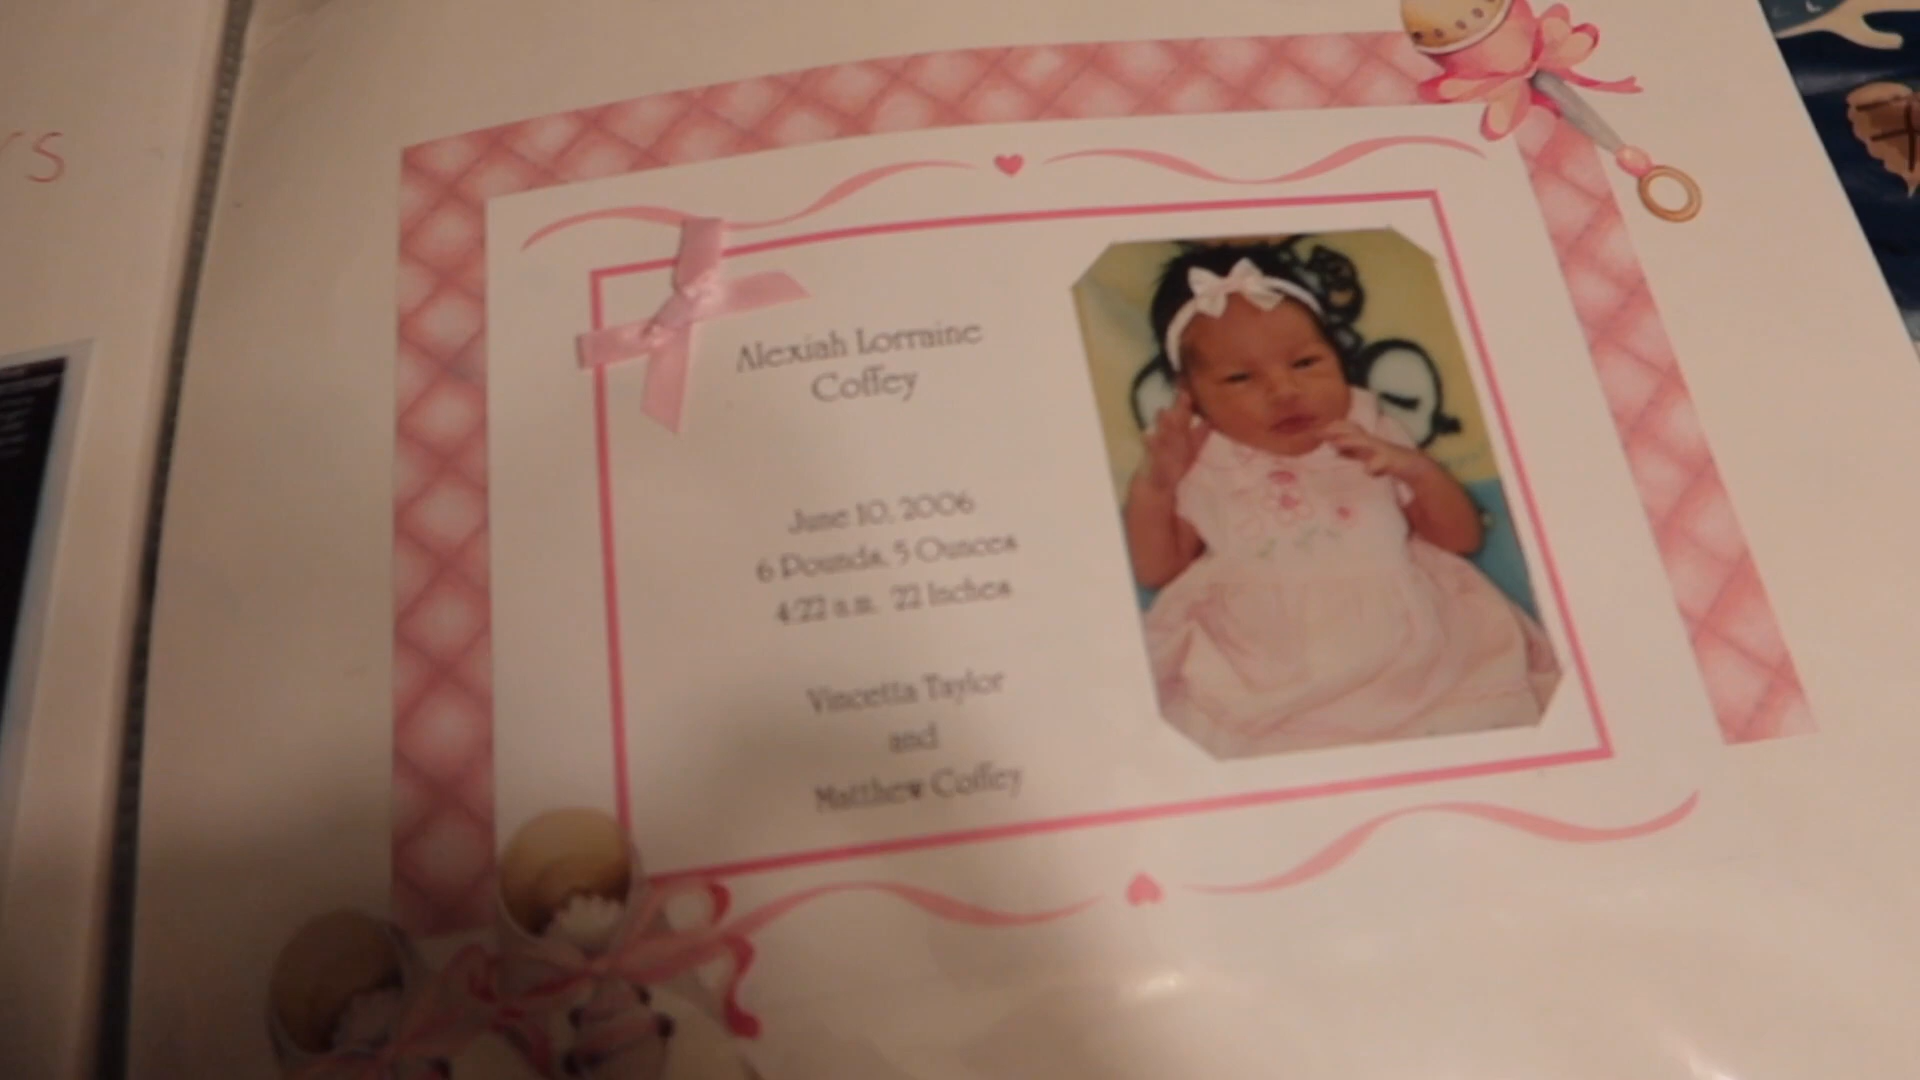 Alexiah Lorraine
Coffey
June 10, 2006
6 Pounds, 5 Ounces
4:22 a.m. 22 Inches
Vincetta Taylor
and
Matthew Coffey